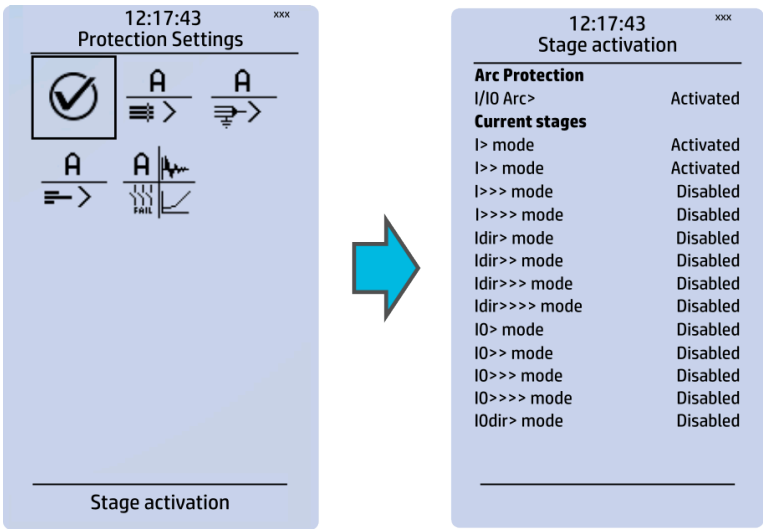 12:17:43 xxx
Protection Settings
A A
A A
FAIL
Stage activation
12:17:43 xxx
Stage activation
Arc Protection
I/I0 Arc> Activated
Current stages
I> mode Activated
I>> mode Activated
I>>> mode Disabled
I>>>> mode Disabled
Idir> mode Disabled
Idir>> mode Disabled
Idir>>> mode Disabled
Idir>>>> mode Disabled
I0> mode Disabled
I0>> mode Disabled
I0>>> mode Disabled
I0>>>> mode Disabled
I0dir> mode Disabled